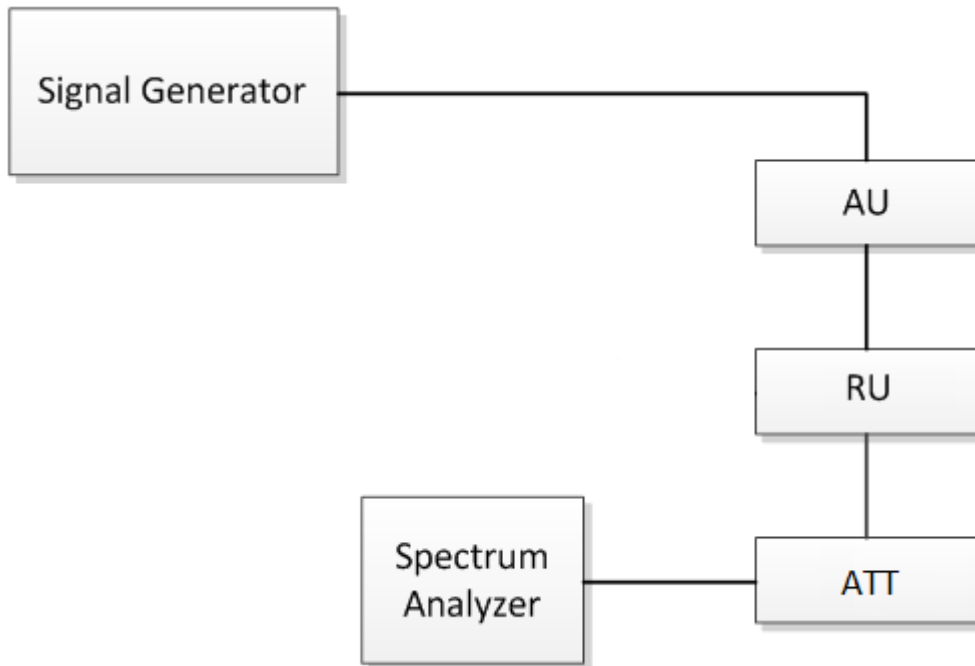 Signal Generator
AU
RU
Spectrum
Analyzer
ATT